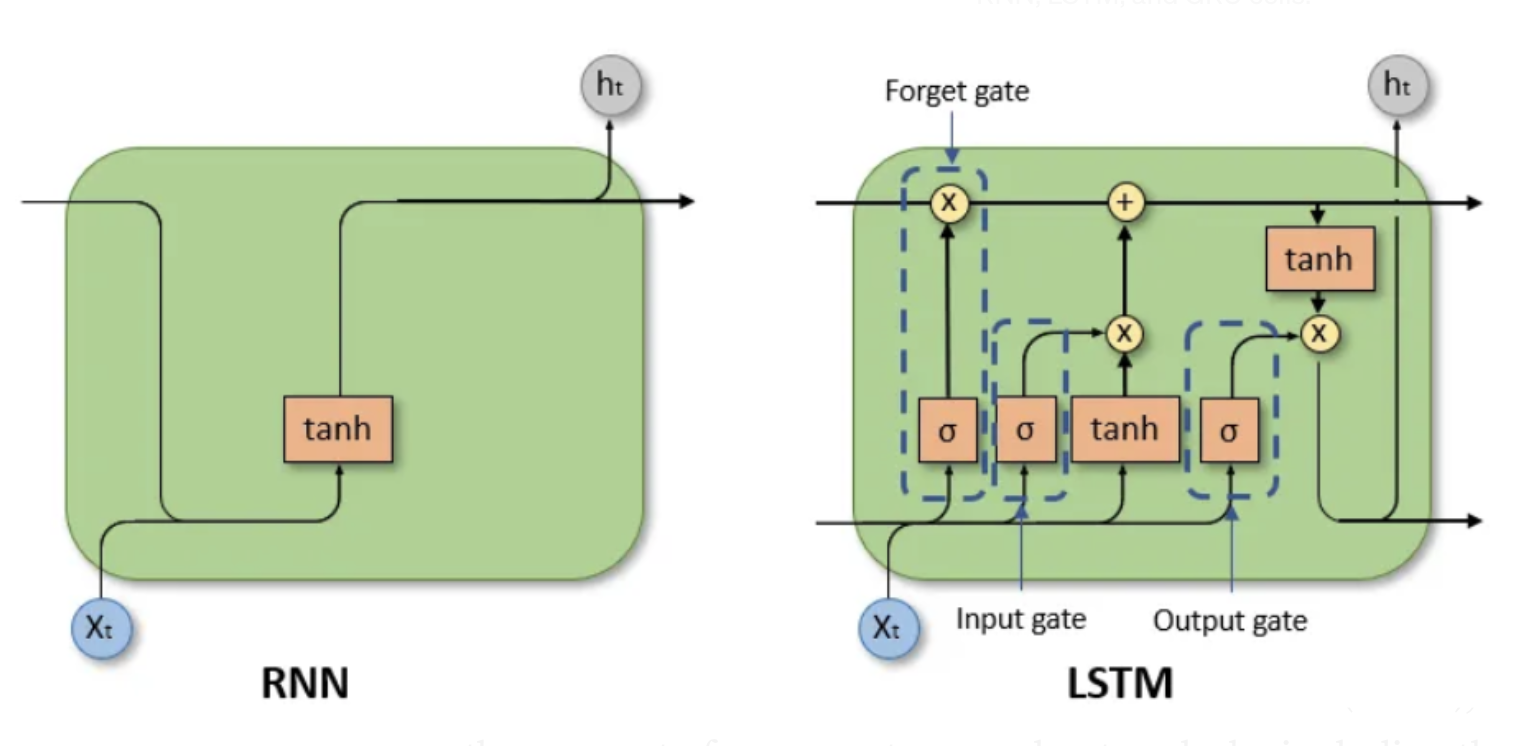 ht
tanh
Xt
RNN
Forget gate
ht
x
+
tanh
x
x
σ
σ
tanh
σ
Xt
Input gate
Output gate
LSTM